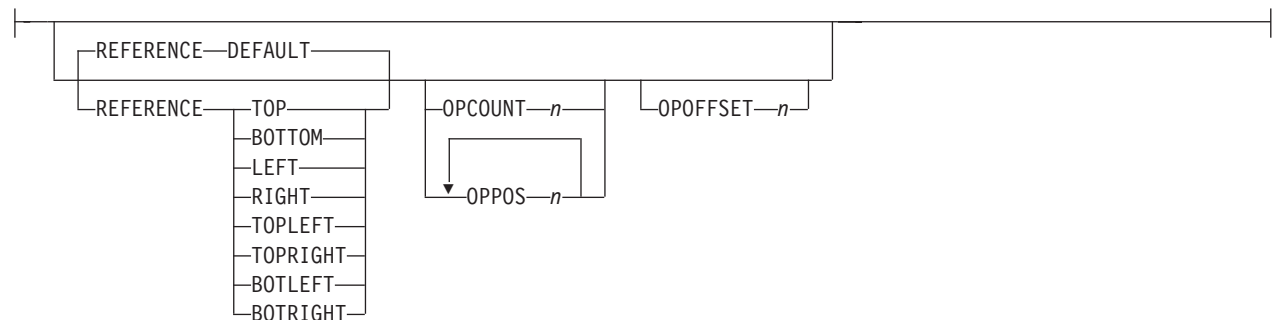 REFERENCE DEFAULT
REFERENCE TOP OPCOUNT n OPOFFSET n
BOTTOM
LEFT
RIGHT OPPOS n
TOPLEFT
TOPRIGHT
BOTLEFT
BOTRIGHT